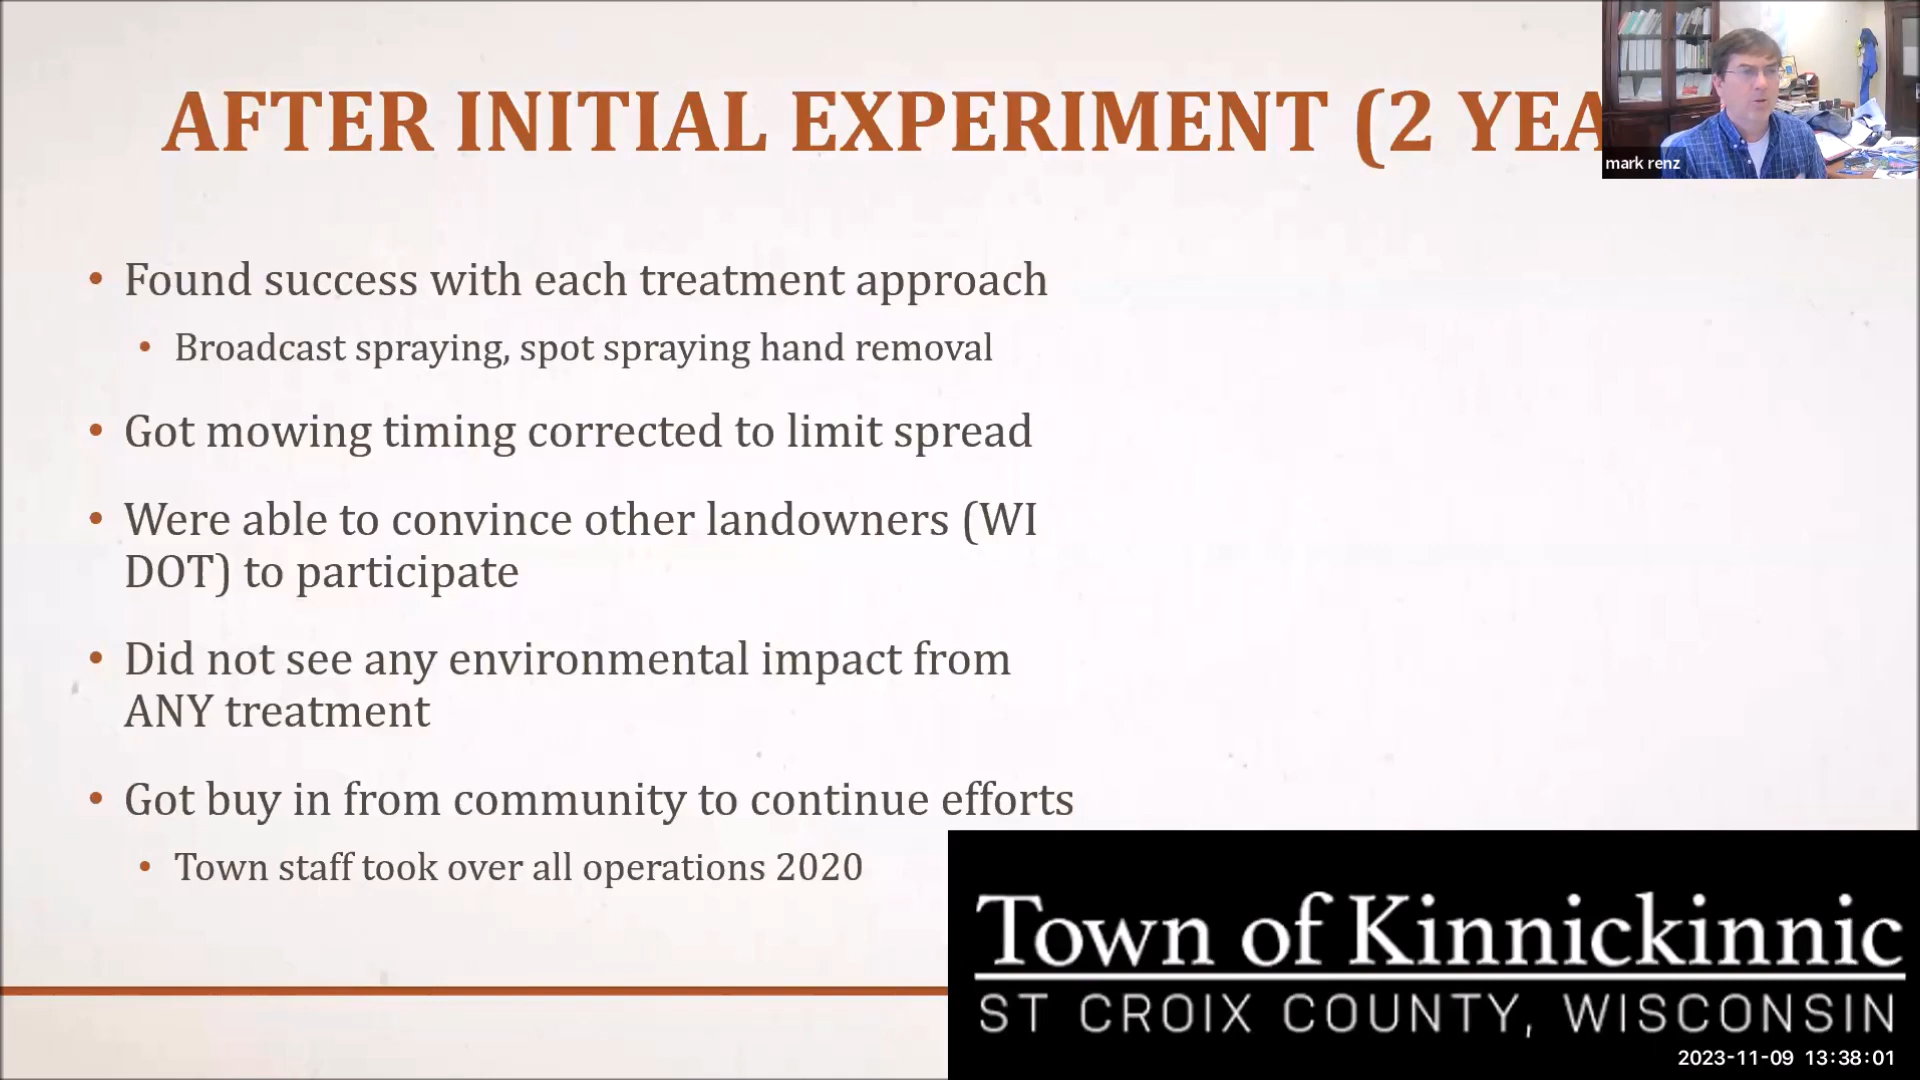 AFTER INITIAL EXPERIMENT (2 YEA
mark renz
• Found success with each treatment approach
• Broadcast spraying, spot spraying hand removal
• Got mowing timing corrected to limit spread
• Were able to convince other landowners (WI
DOT) to participate
• Did not see any environmental impact from
ANY treatment
• Got buy in from community to continue efforts
• Town staff took over all operations 2020
Town of Kinnickinnic
ST CROIX COUNTY, WISCONSIN
2023-11-09 13:38:01